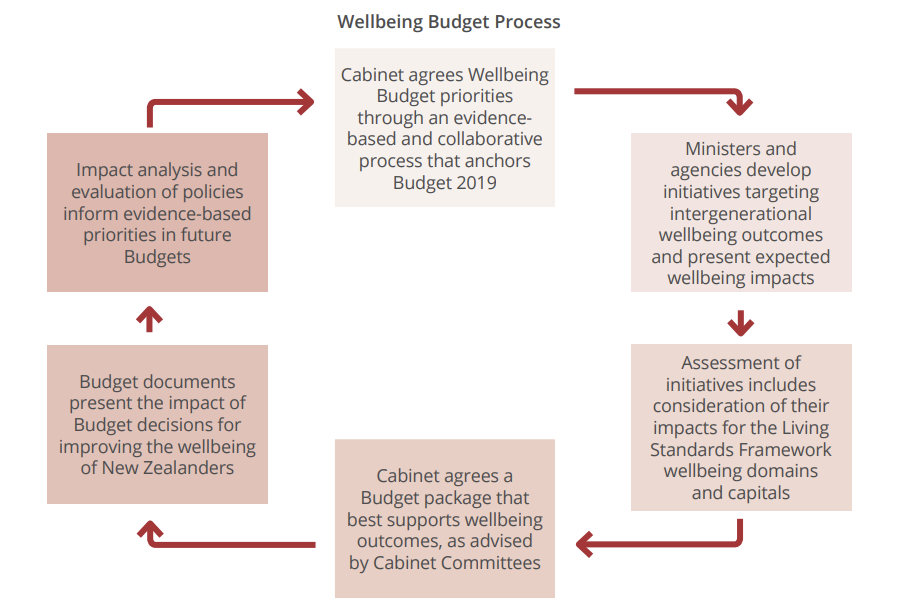 Wellbeing Budget Process
Cabinet agrees Wellbeing
Budget priorities
through an evidence-
based and collaborative
process that anchors
Budget 2019
Ministers and
agencies develop
initiatives targeting
intergenerational
wellbeing outcomes
and present expected
wellbeing impacts
Assessment of
initiatives includes
consideration of their
impacts for the Living
Standards Framework
wellbeing domains
and capitals
Cabinet agrees a
Budget package that
best supports wellbeing
outcomes, as advised
by Cabinet Committees
Budget documents
present the impact of
Budget decisions for
improving the wellbeing
of New Zealanders
Impact analysis and
evaluation of policies
inform evidence-based
priorities in future
Budgets